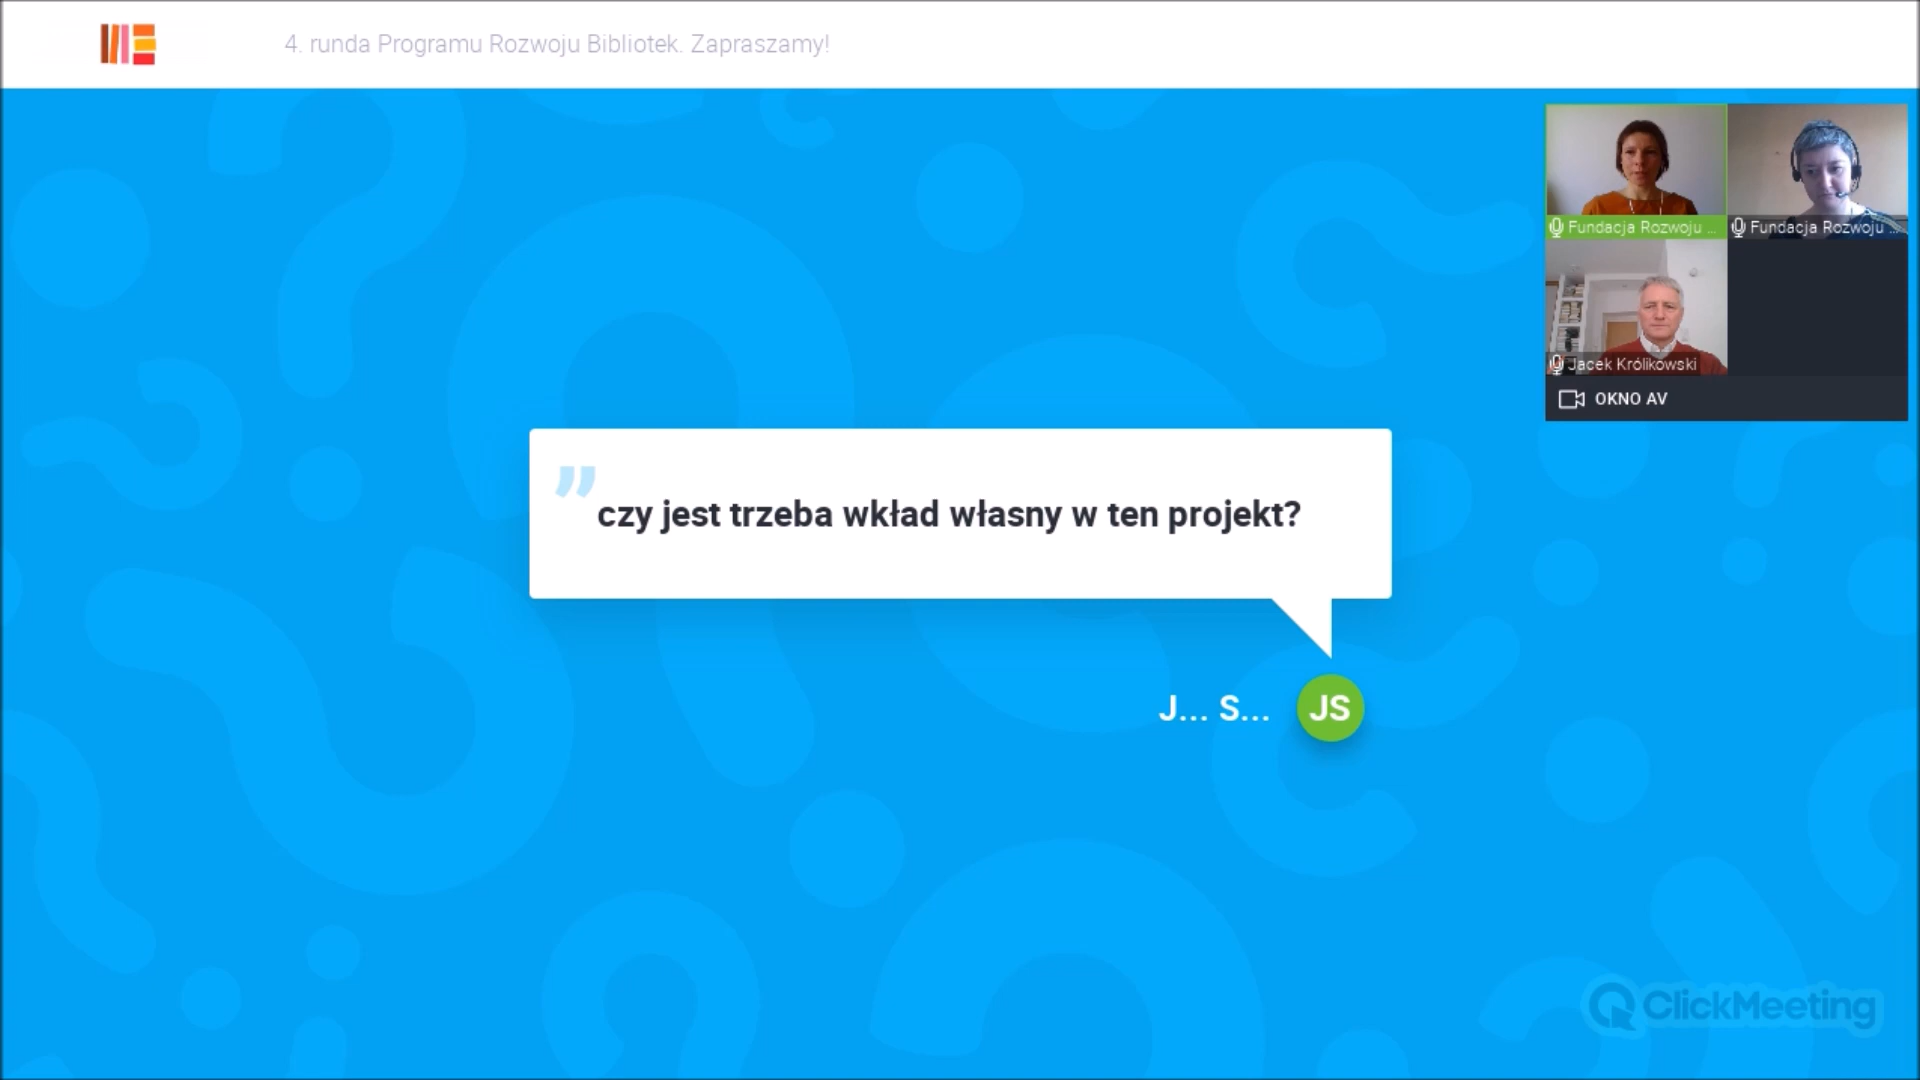 4. runda Programu Rozwoju Bibliotek. Zapraszamy!
Fundacja Rozwoju ...
Fundacja Rozwoju ...
Jacek Królikowski
OKNO AV
” czy jest trzeba wkład własny w ten projekt?
J... S... JS
ClickMeeting